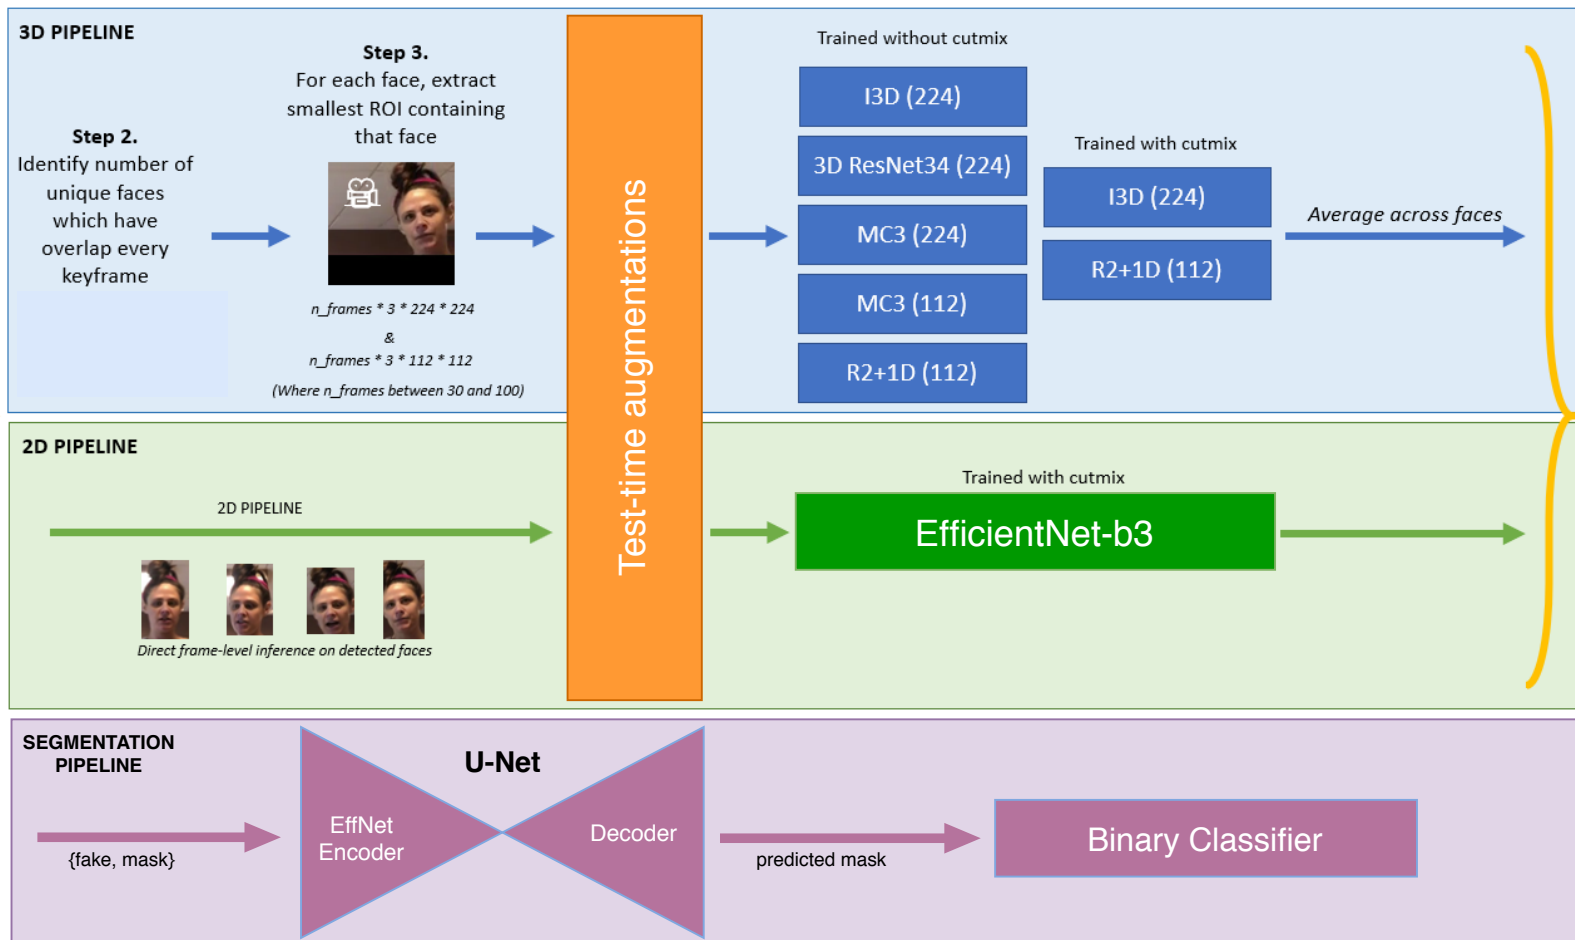 3D PIPELINE
Step 2.
Identify number of
unique faces
which have
overlap every
keyframe
Step 3.
For each face, extract
smallest ROI containing
that face
n_frames * 3 * 224 * 224
&
n_frames * 3 * 112 * 112
(Where n_frames between 30 and 100)
Test-time augmentations
Trained without cutmix
I3D (224)
3D ResNet34 (224)
MC3 (224)
MC3 (112)
R2+1D (112)
Trained with cutmix
I3D (224)
R2+1D (112)
Average across faces
2D PIPELINE
2D PIPELINE
Direct frame-level inference on detected faces
Trained with cutmix
EfficientNet-b3
SEGMENTATION
PIPELINE
{fake, mask}
U-Net
EffNet
Encoder
Decoder
predicted mask
Binary Classifier